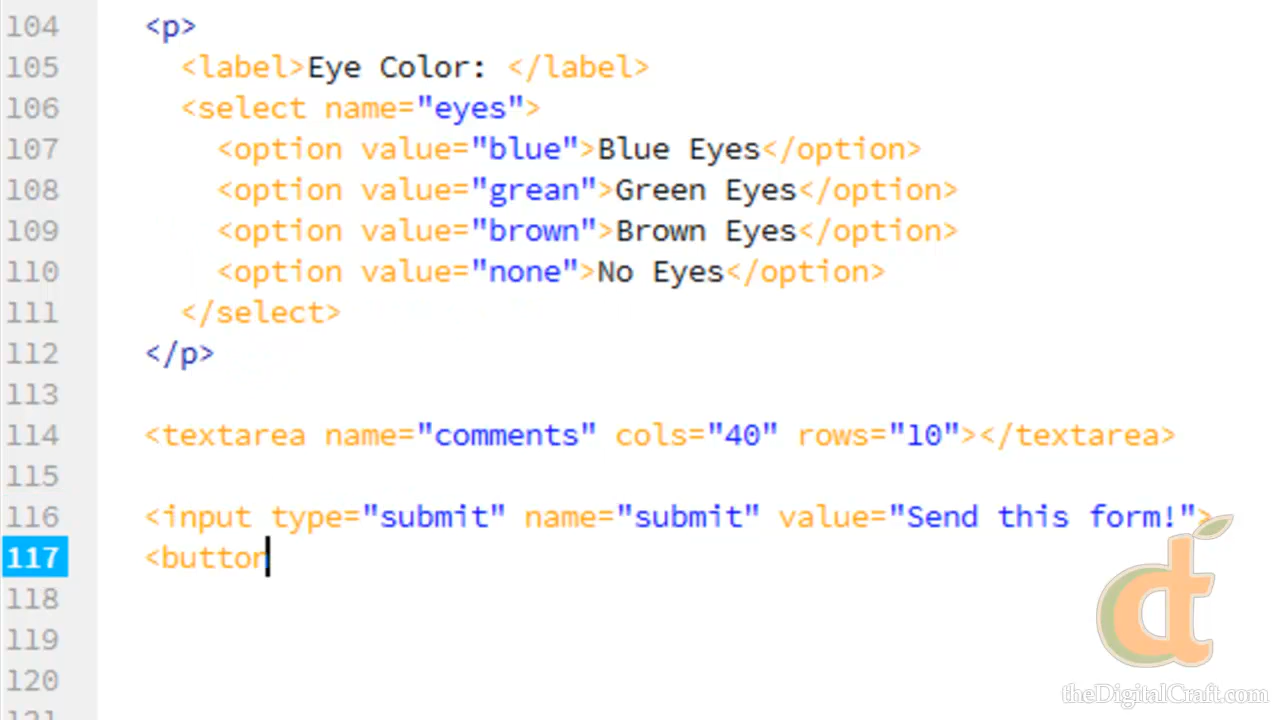 104 <p>
105 <label>Eye Color: </label>
106 <select name="eyes">
107 <option value="blue">Blue Eyes</option>
108 <option value="grean">Green Eyes</option>
109 <option value="brown">Brown Eyes</option>
110 <option value="none">No Eyes</option>
111 </select>
112 </p>
113
114 <textarea name="comments" cols="40" rows="10"></textarea>
115
116 <input type="submit" name="submit" value="Send this form!">
117 <button
118
119
120
121
theDigitalCraft.com